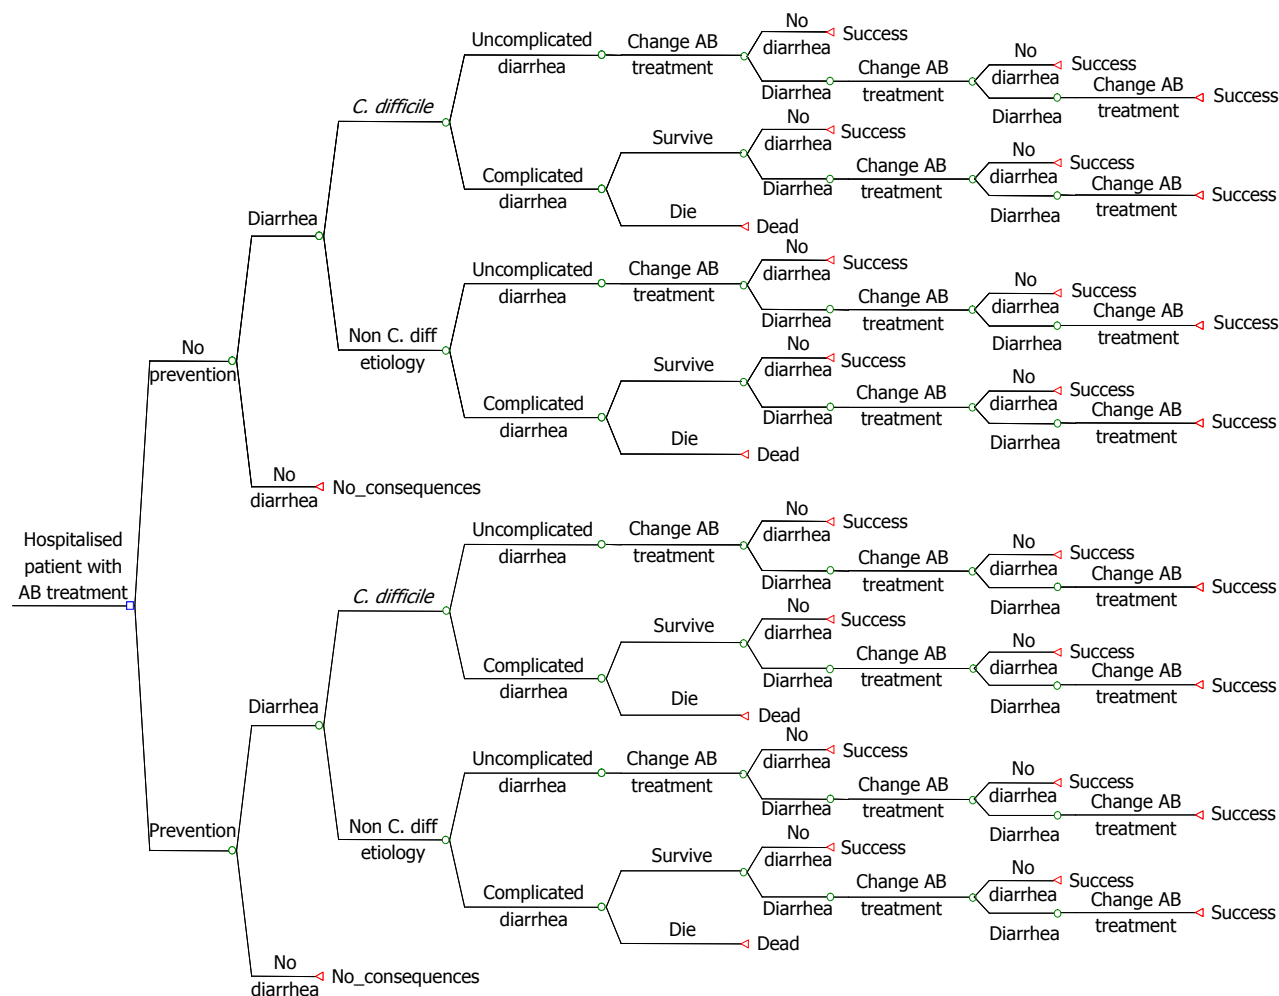 No
diarrhea
Success
Uncomplicated
diarrhea
Change AB
treatment
Diarrhea
Change AB
treatment
No
diarrhea
Success
Diarrhea
Change AB
treatment
Success
C. difficile
No
diarrhea
Success
Survive
Complicated
diarrhea
Diarrhea
Change AB
treatment
No
diarrhea
Success
Diarrhea
Change AB
treatment
Success
Die
Dead
Diarrhea
No
diarrhea
Success
Uncomplicated
diarrhea
Change AB
treatment
Diarrhea
Change AB
treatment
No
diarrhea
Success
Diarrhea
Change AB
treatment
Success
Non C. diff
etiology
No
prevention
No
diarrhea
Success
Survive
Complicated
diarrhea
Diarrhea
Change AB
treatment
No
diarrhea
Success
Diarrhea
Change AB
treatment
Success
Die
Dead
No
diarrhea
No_consequences
Hospitalised
patient with
AB treatment
No
diarrhea
Success
Uncomplicated
diarrhea
Change AB
treatment
Diarrhea
Change AB
treatment
No
diarrhea
Success
Diarrhea
Change AB
treatment
Success
C. difficile
No
diarrhea
Success
Survive
Complicated
diarrhea
Diarrhea
Change AB
treatment
No
diarrhea
Success
Diarrhea
Change AB
treatment
Success
Die
Dead
Diarrhea
No
diarrhea
Success
Uncomplicated
diarrhea
Change AB
treatment
Diarrhea
Change AB
treatment
No
diarrhea
Success
Diarrhea
Change AB
treatment
Success
Prevention
Non C. diff
etiology
No
diarrhea
Success
Survive
Complicated
diarrhea
Diarrhea
Change AB
treatment
No
diarrhea
Success
Diarrhea
Change AB
treatment
Success
Die
Dead
No
diarrhea
No_consequences